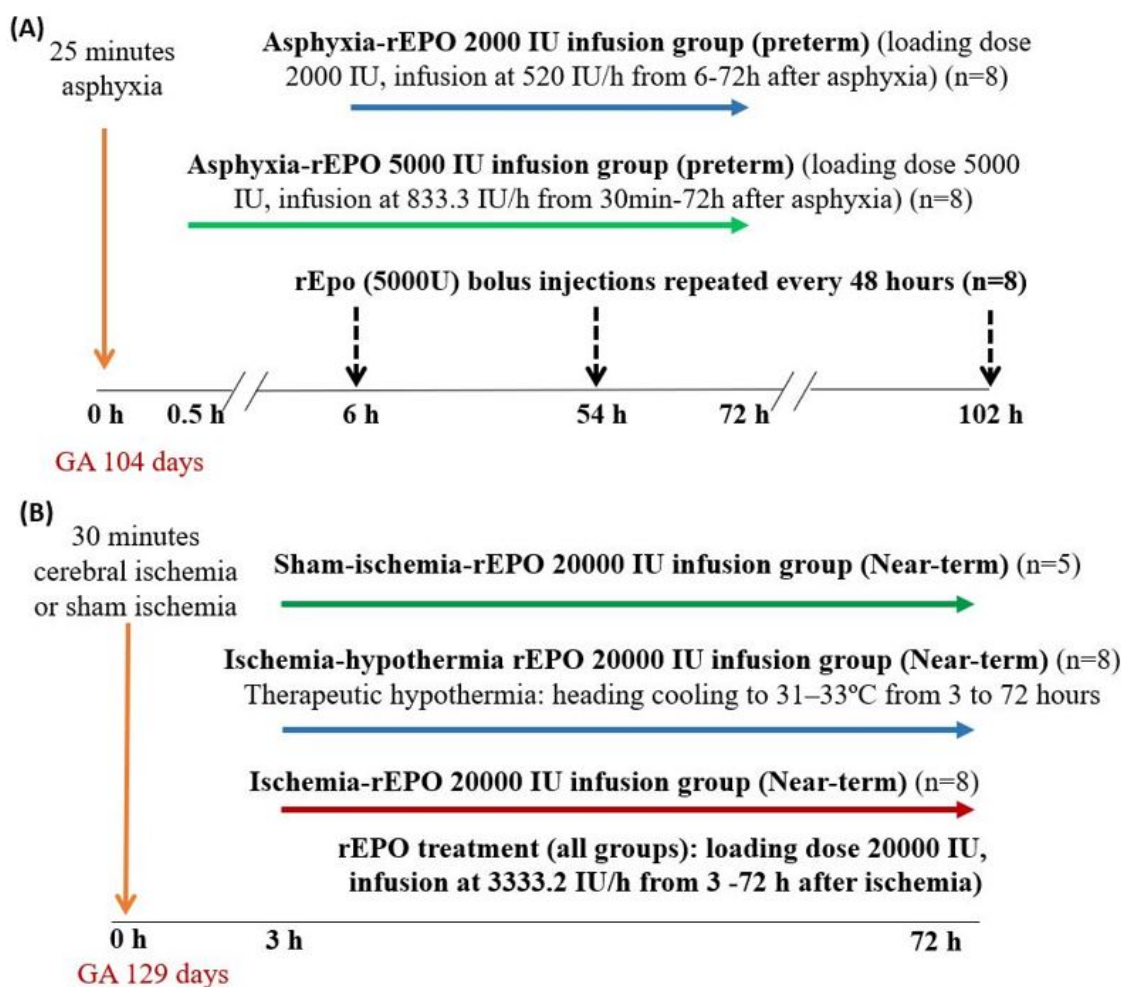 (A)
25 minutes
asphyxia
Asphyxia-rEPO 2000 IU infusion group (preterm) (loading dose
2000 IU, infusion at 520 IU/h from 6-72h after asphyxia) (n=8)
Asphyxia-rEPO 5000 IU infusion group (preterm) (loading dose 5000
IU, infusion at 833.3 IU/h from 30min-72h after asphyxia) (n=8)
rEpo (5000U) bolus injections repeated every 48 hours (n=8)
0 h 0.5 h 6 h 54 h 72 h 102 h
GA 104 days
(B)
30 minutes
cerebral ischemia
or sham ischemia
Sham-ischemia-rEPO 20000 IU infusion group (Near-term) (n=5)
Ischemia-hypothermia rEPO 20000 IU infusion group (Near-term) (n=8)
Therapeutic hypothermia: heading cooling to 31–33ºC from 3 to 72 hours
Ischemia-rEPO 20000 IU infusion group (Near-term) (n=8)
rEPO treatment (all groups): loading dose 20000 IU,
infusion at 3333.2 IU/h from 3 -72 h after ischemia)
0 h 3 h 72 h
GA 129 days